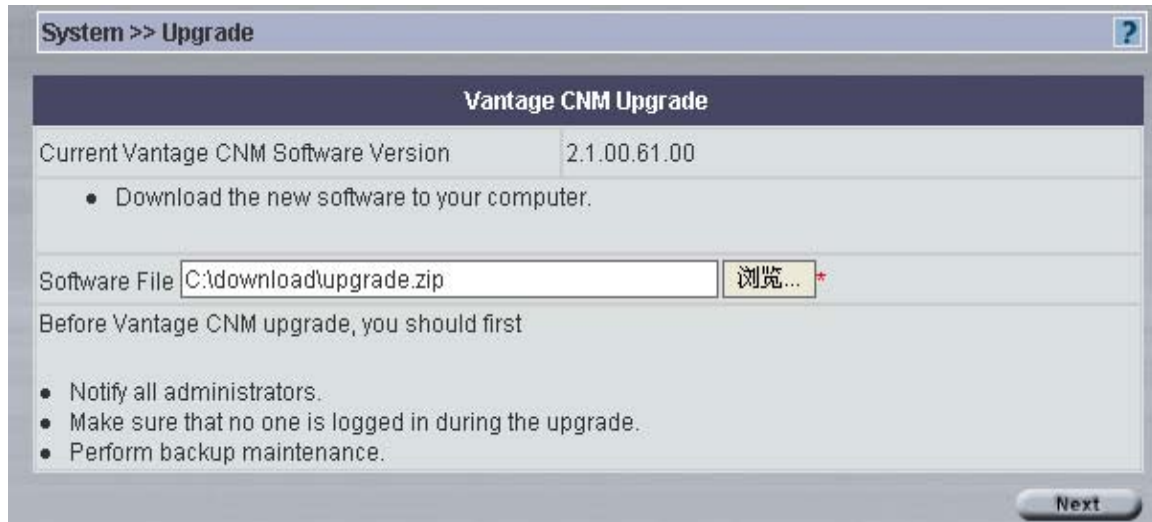 System >> Upgrade ?
Vantage CNM Upgrade
Current Vantage CNM Software Version 2.1.00.61.00
● Download the new software to your computer.
Software File C:\download\upgrade.zip 浏览... *
Before Vantage CNM upgrade, you should first
● Notify all administrators.
● Make sure that no one is logged in during the upgrade.
● Perform backup maintenance.
Next